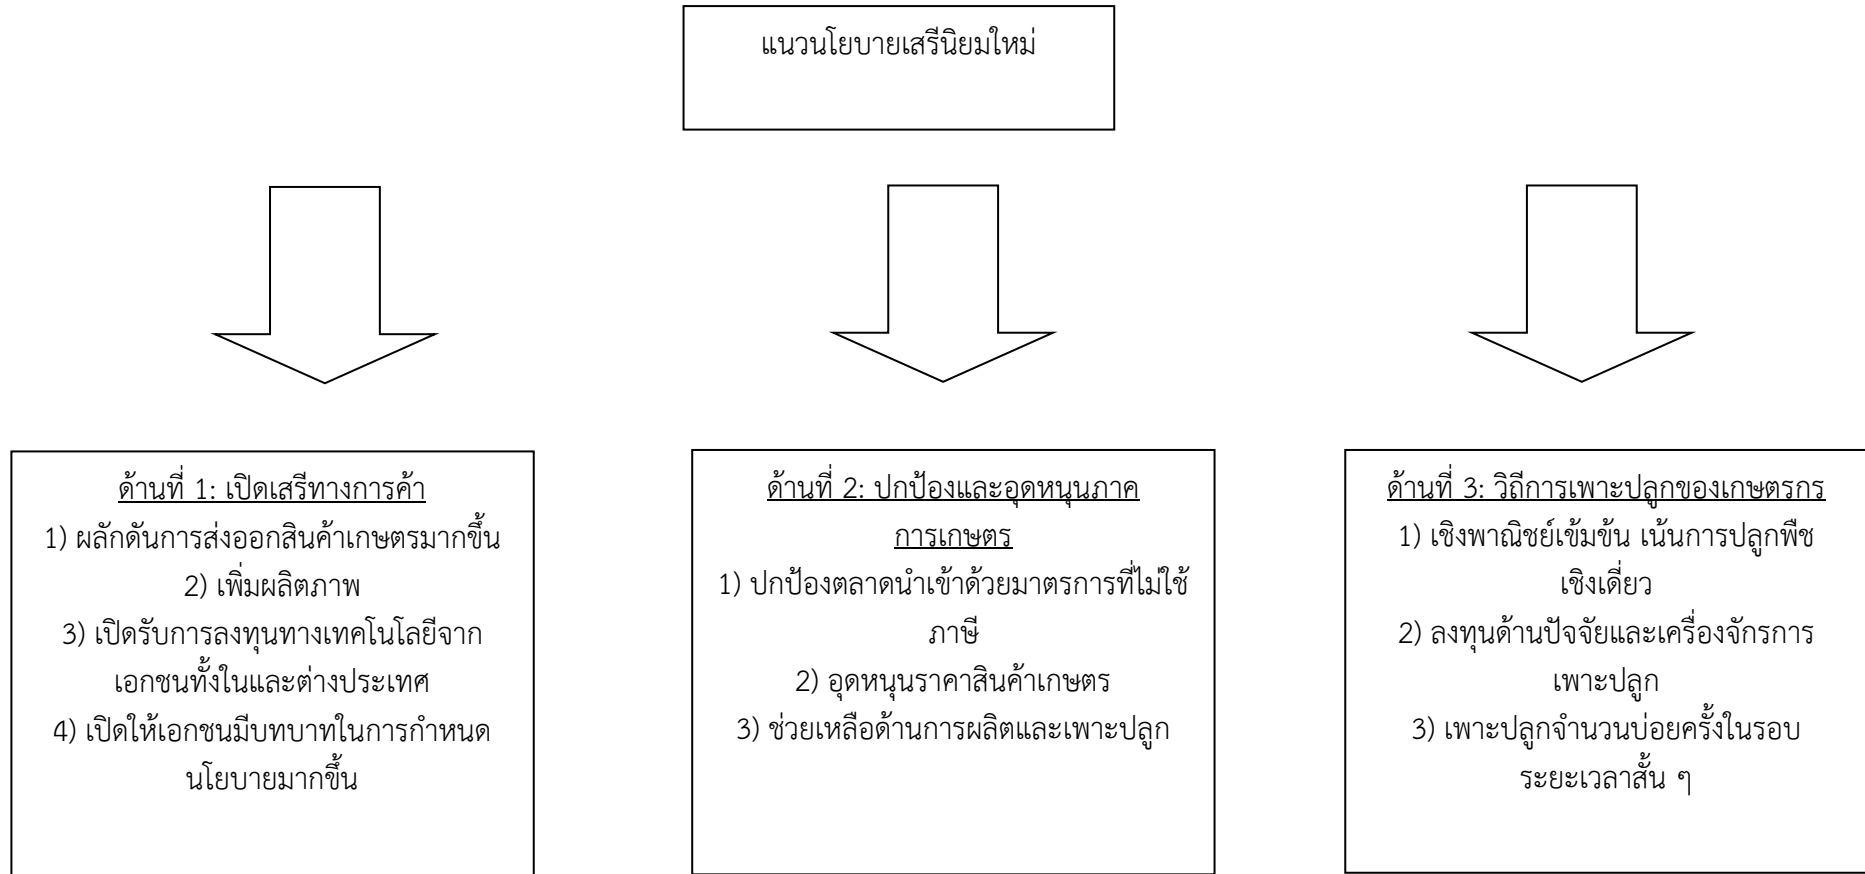 แนวนโยบายเสรีนิยมใหม่
ด้านที่ 1: เปิดเสรีทางการค้า
1) ผลักดันการส่งออกสินค้าเกษตรมากขึ้น
2) เพิ่มผลิตภาพ
3) เปิดรับการลงทุนทางเทคโนโลยีจาก
เอกชนทั้งในและต่างประเทศ
4) เปิดให้เอกชนมีบทบาทในการกำหนด
นโยบายมากขึ้น
ด้านที่ 2: ปกป้องและอุดหนุนภาค
การเกษตร
1) ปกป้องตลาดนำเข้าด้วยมาตรการที่ไม่ใช้
ภาษี
2) อุดหนุนราคาสินค้าเกษตร
3) ช่วยเหลือด้านการผลิตและเพาะปลูก
ด้านที่ 3: วิถีการเพาะปลูกของเกษตรกร
1) เชิงพาณิชย์เข้มข้น เน้นการปลูกพืช
เชิงเดี่ยว
2) ลงทุนด้านปัจจัยและเครื่องจักรการ
เพาะปลูก
3) เพาะปลูกจำนวนบ่อยครั้งในรอบ
ระยะเวลาสั้น ๆ